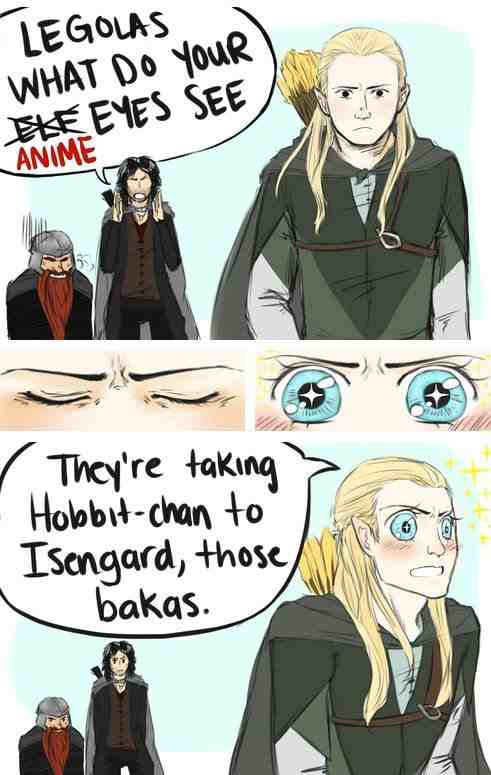 LEGOLAS
WHAT DO YOUR
ELF EYES SEE
ANIME
They're taking
Hobbit-chan to
Isengard, those
bakas.